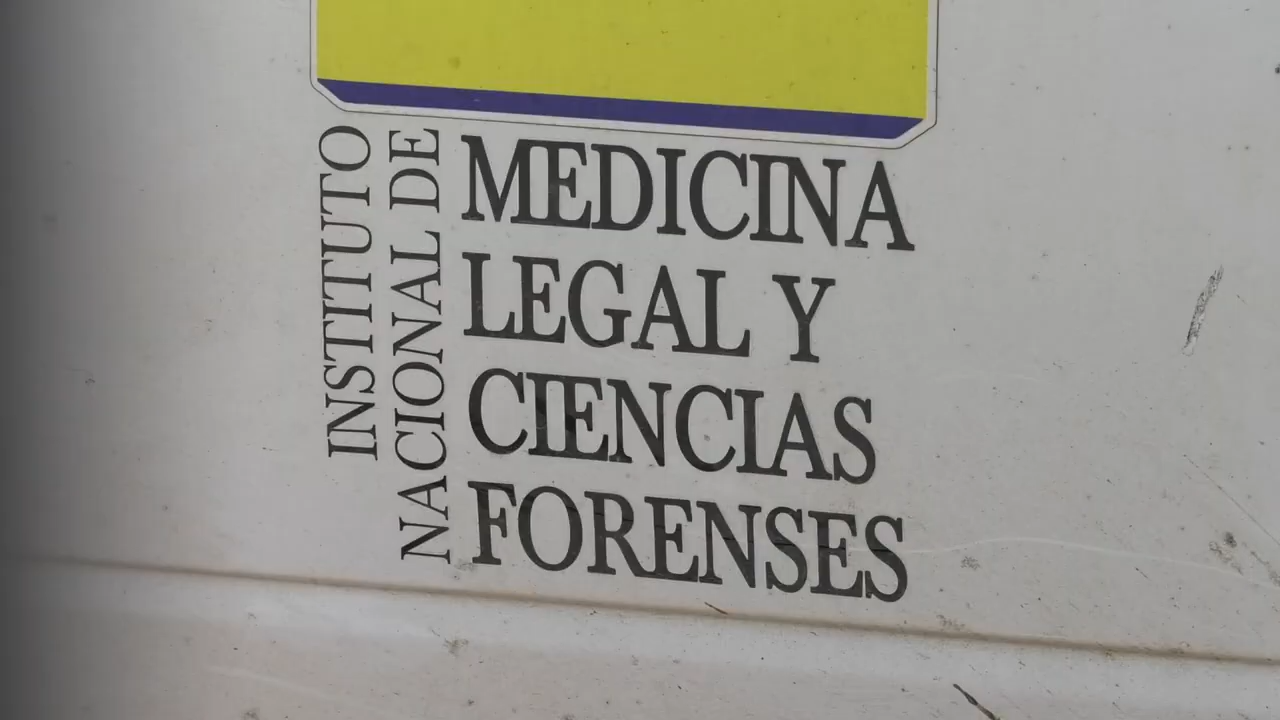 INSTITUTO
NACIONAL DE
MEDICINA
LEGAL Y
CIENCIAS
FORENSES